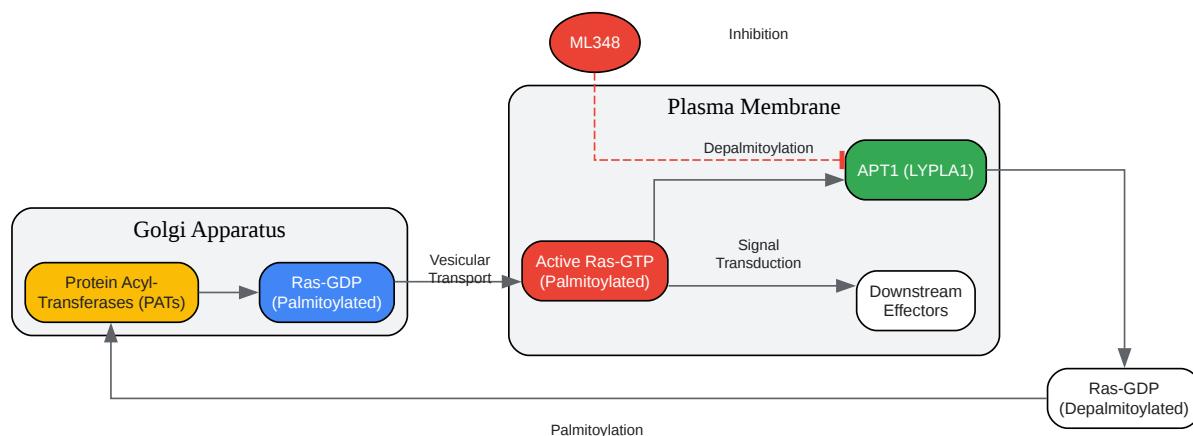 ML348
Inhibition
Plasma Membrane
Depalmitoylation
APT1 (LYPLA1)
Golgi Apparatus
Protein Acyl-
Transferases (PATs)
Ras-GDP
(Palmitoylated)
Vesicular
Transport
Active Ras-GTP
(Palmitoylated)
Signal
Transduction
Downstream
Effectors
Ras-GDP
(Depalmitoylated)
Palmitoylation